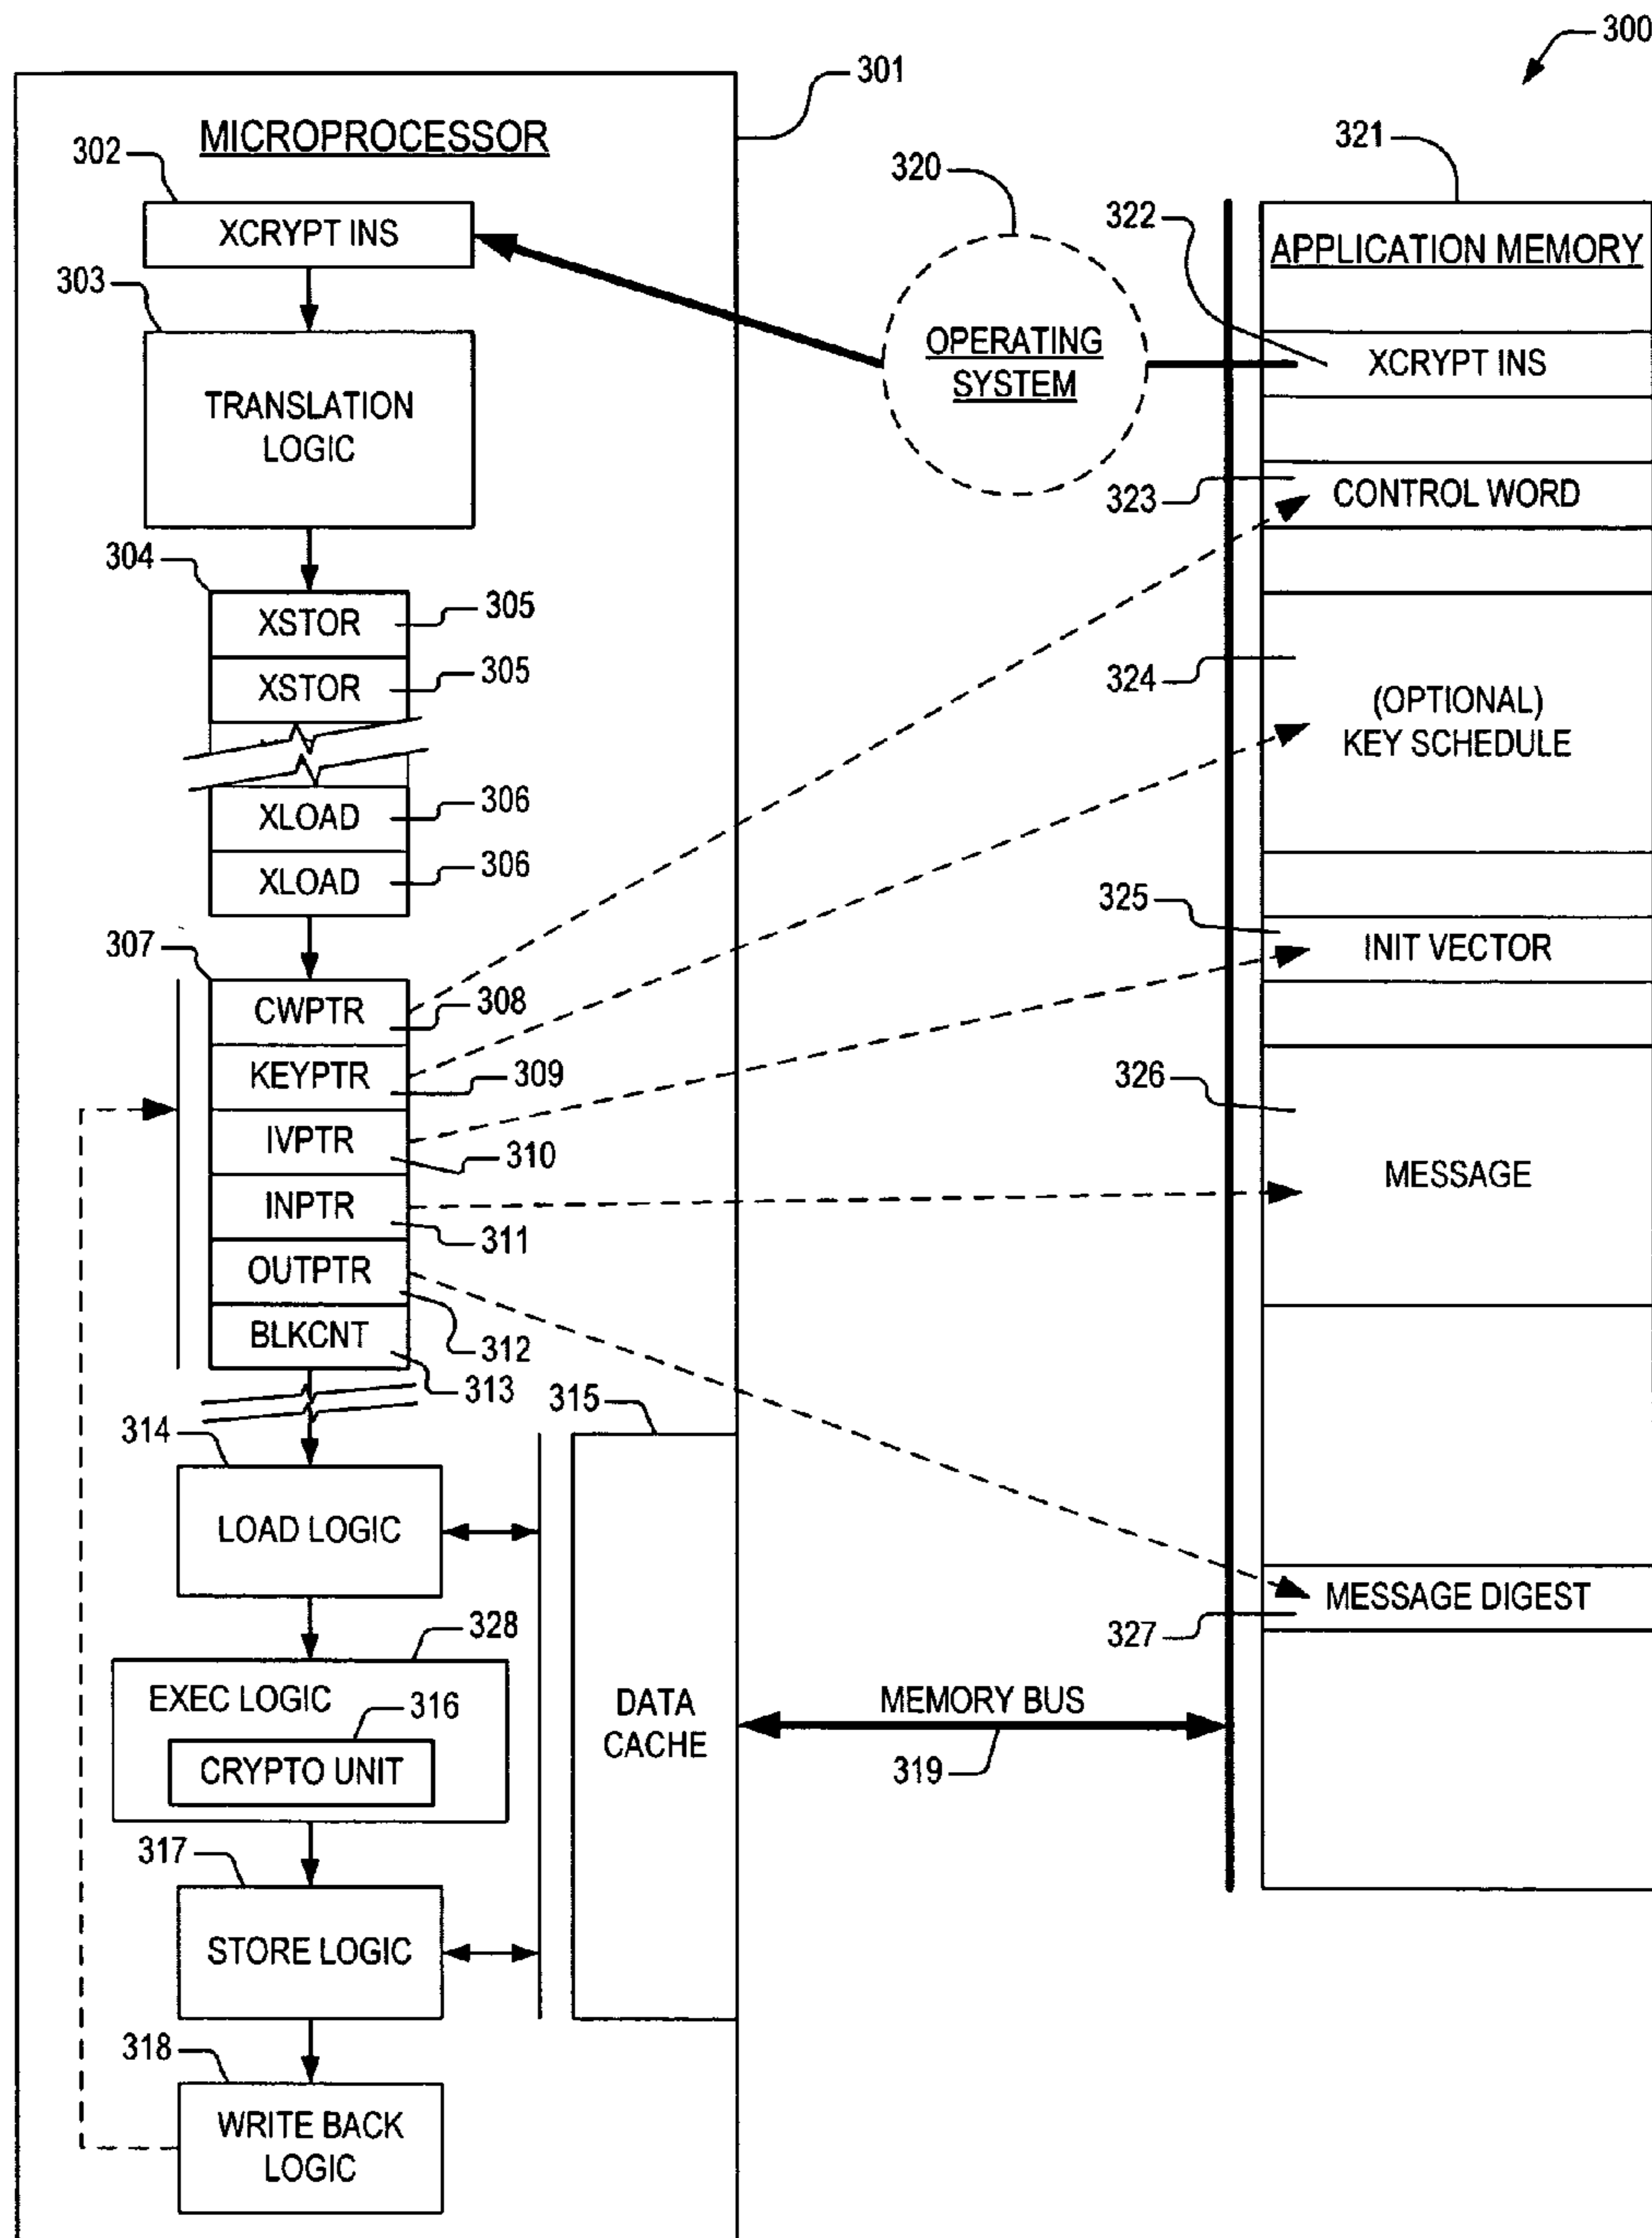 300
301
MICROPROCESSOR
302
XCRYPT INS
303
TRANSLATION
LOGIC
304
XSTOR
305
XSTOR
305
XLOAD
306
XLOAD
306
307
CWPTR
308
KEYPTR
309
IVPTR
310
INPTR
311
OUTPTR
312
BLKCNT
313
314
LOAD LOGIC
315
DATA
CACHE
328
EXEC LOGIC
316
CRYPTO UNIT
317
STORE LOGIC
318
WRITE BACK
LOGIC
320
OPERATING
SYSTEM
MEMORY BUS
319
321
APPLICATION MEMORY
322
XCRYPT INS
323
CONTROL WORD
324
(OPTIONAL)
KEY SCHEDULE
325
INIT VECTOR
326
MESSAGE
MESSAGE DIGEST
327